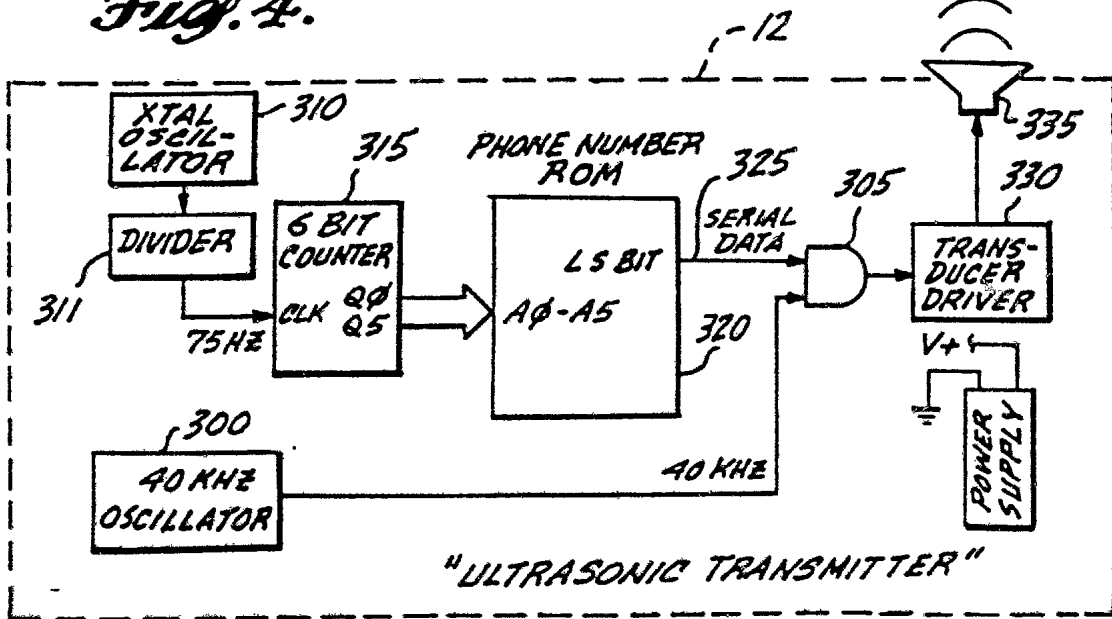 Fig. 4.
12
XTAL
OSCIL-
LATOR
310
DIVIDER
311
75HZ
315
6 BIT
COUNTER
CLK QØ
Q5
PHONE NUMBER
ROM
LS BIT
AØ-A5
320
325
SERIAL
DATA
305
335
330
TRANS-
DUCER
DRIVER
V+
POWER
SUPPLY
300
40 KHZ
OSCILLATOR
40 KHZ
"ULTRASONIC TRANSMITTER"